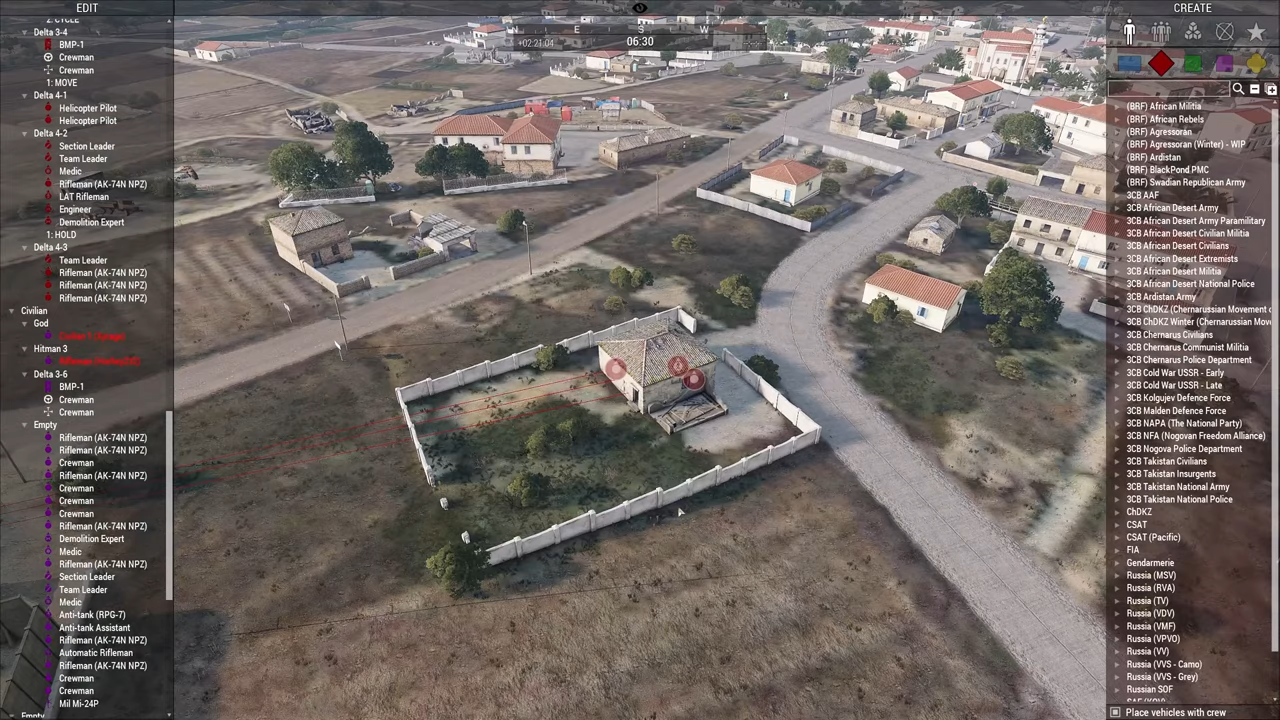 EDIT
2: CYCLE
Delta 3-4
BMP-1
Crewman
Crewman
1: MOVE
Delta 4-1
Helicopter Pilot
Helicopter Pilot
Delta 4-2
Section Leader
Team Leader
Medic
Rifleman (AK-74N NPZ)
LAT Rifleman
Engineer
Demolition Expert
1: HOLD
Delta 4-3
Team Leader
Rifleman (AK-74N NPZ)
Rifleman (AK-74N NPZ)
Rifleman (AK-74N NPZ)
Civilian
God
Hitman 3
Delta 3-6
BMP-1
Crewman
Crewman
Empty
Rifleman (AK-74N NPZ)
Rifleman (AK-74N NPZ)
Crewman
Rifleman (AK-74N NPZ)
Crewman
Crewman
Crewman
Rifleman (AK-74N NPZ)
Demolition Expert
Medic
Rifleman (AK-74N NPZ)
Section Leader
Team Leader
Medic
Anti-tank (RPG-7)
Anti-tank Assistant
Rifleman (AK-74N NPZ)
Automatic Rifleman
Rifleman (AK-74N NPZ)
Crewman
Crewman
Mil Mi-24P
Empty
E S W
+02:21:04 06:30
CREATE
(BRF) African Militia
(BRF) African Rebels
(BRF) Agressoran
(BRF) Agressoran (Winter) - WIP
(BRF) Ardistan
(BRF) BlackPond PMC
(BRF) Swadian Republican Army
3CB AAF
3CB African Desert Army
3CB African Desert Army Paramilitary
3CB African Desert Civilian Militia
3CB African Desert Civilians
3CB African Desert Extremists
3CB African Desert Militia
3CB African Desert National Police
3CB Ardistan Army
3CB ChDKZ (Chernarussian Movement o
3CB ChDKZ Winter (Chernarussian Mov
3CB Chernarus Civilians
3CB Chernarus Communist Militia
3CB Chernarus Police Department
3CB Cold War USSR - Early
3CB Cold War USSR - Late
3CB Kolgujev Defence Force
3CB Malden Defence Force
3CB NAPA (The National Party)
3CB NFA (Nogovan Freedom Alliance)
3CB Nogova Police Department
3CB Takistan Civilians
3CB Takistan Insurgents
3CB Takistan National Army
3CB Takistan National Police
ChDKZ
CSAT
CSAT (Pacific)
FIA
Gendarmerie
Russia (MSV)
Russia (RVA)
Russia (TV)
Russia (VDV)
Russia (VMF)
Russia (VPVO)
Russia (VV)
Russia (VVS - Camo)
Russia (VVS - Grey)
Russian SOF
Place vehicles with crew